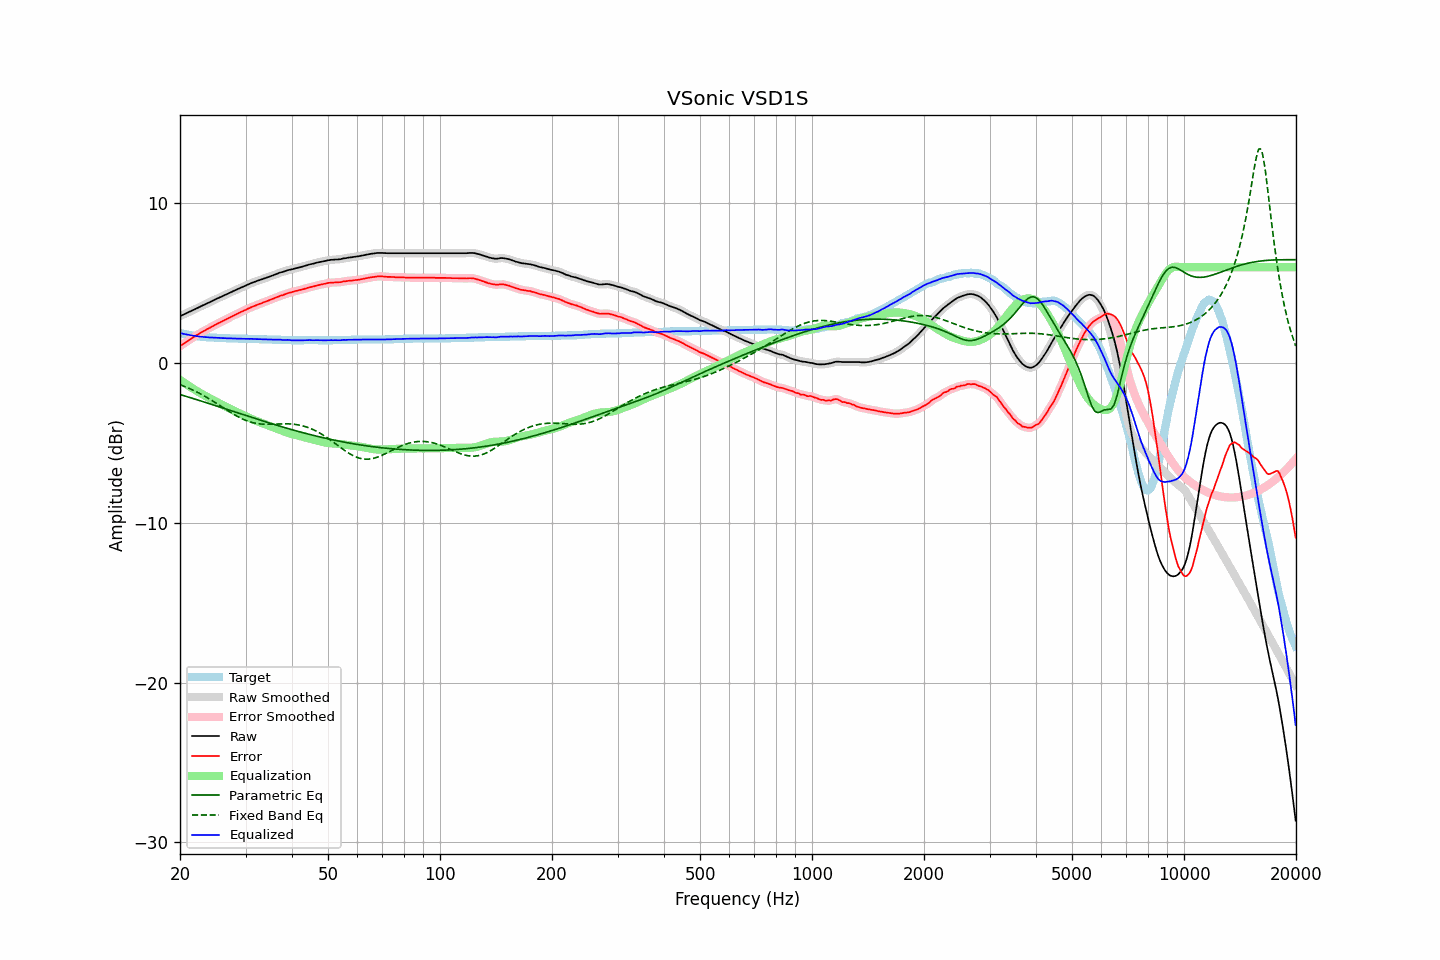 VSonic VSD1S
Amplitude (dBr)
10
0
−10
−20
−30
Target
Raw Smoothed
Error Smoothed
Raw
Error
Equalization
Parametric Eq
Fixed Band Eq
Equalized
20 50 100 200 500 1000 2000 5000 10000 20000
Frequency (Hz)